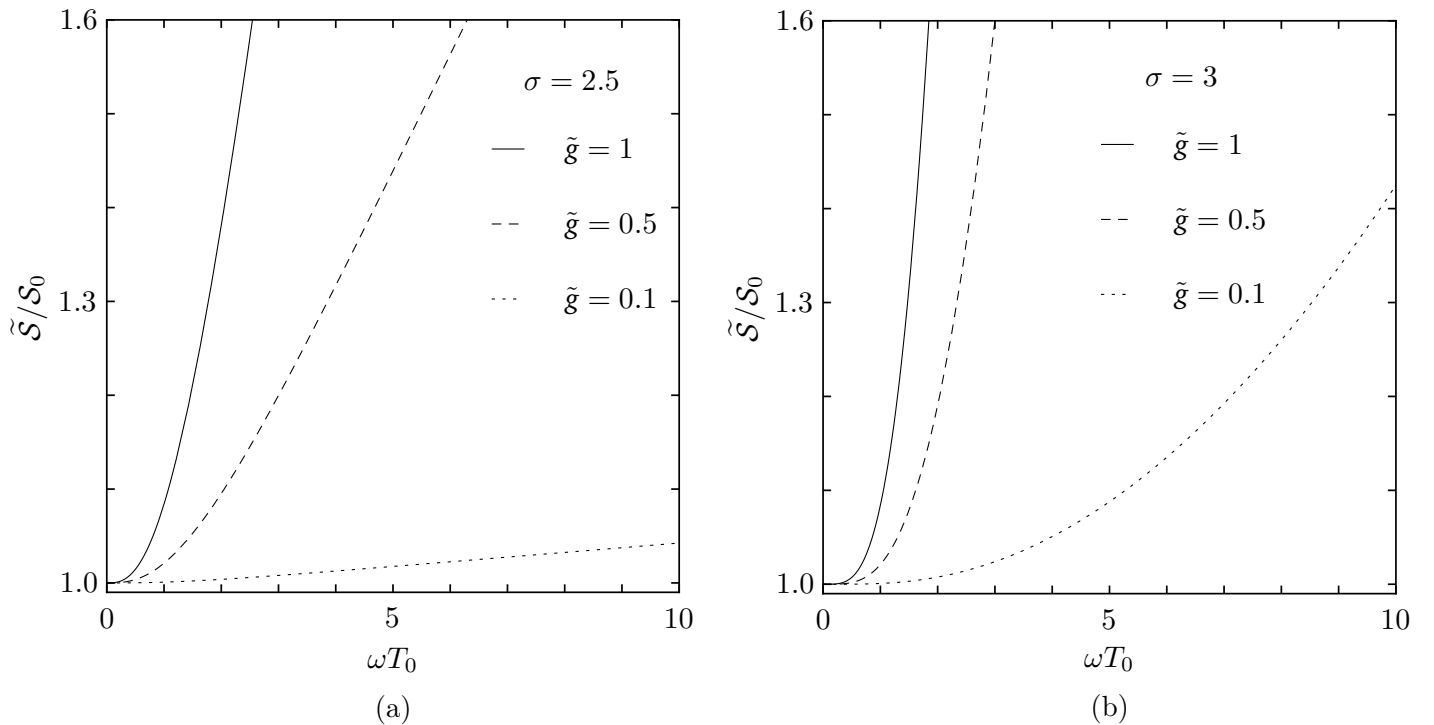 1.6
1.3
1.0
S̃/S₀
σ = 2.5
g̃ = 1
g̃ = 0.5
g̃ = 0.1
0
5
10
ωT₀
(a)
1.6
1.3
1.0
S̃/S₀
σ = 3
g̃ = 1
g̃ = 0.5
g̃ = 0.1
0
5
10
ωT₀
(b)